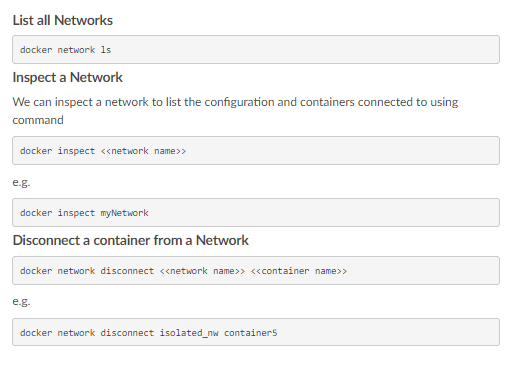 List all Networks
docker network ls
Inspect a Network
We can inspect a network to list the configuration and containers connected to using
command
docker inspect <<network name>>
e.g.
docker inspect myNetwork
Disconnect a container from a Network
docker network disconnect <<network name>> <<container name>>
e.g.
docker network disconnect isolated_nw container5